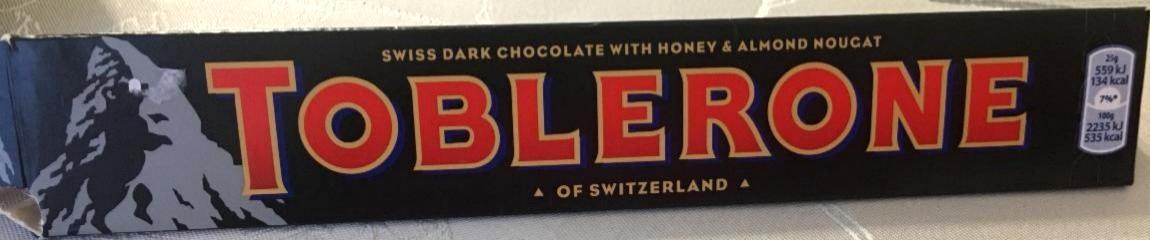 SWISS DARK CHOCOLATE WITH HONEY & ALMOND NOUGAT
TOBLERONE
▲ OF SWITZERLAND ▲
25g
559 kJ
134 kcal
7%*
100g
2235 kJ
535 kcal